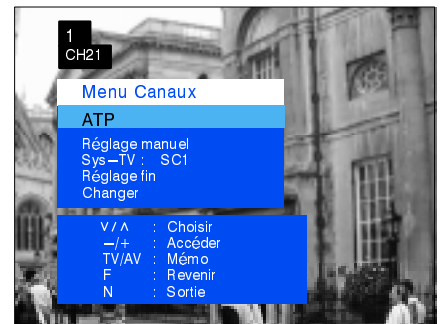 1
CH21
Menu Canaux
ATP
Réglage manuel
Sys–TV : SC1
Réglage fin
Changer
∨ / ∧ : Choisir
–/+ : Accéder
TV/AV : Mémo
F : Revenir
N : Sortie